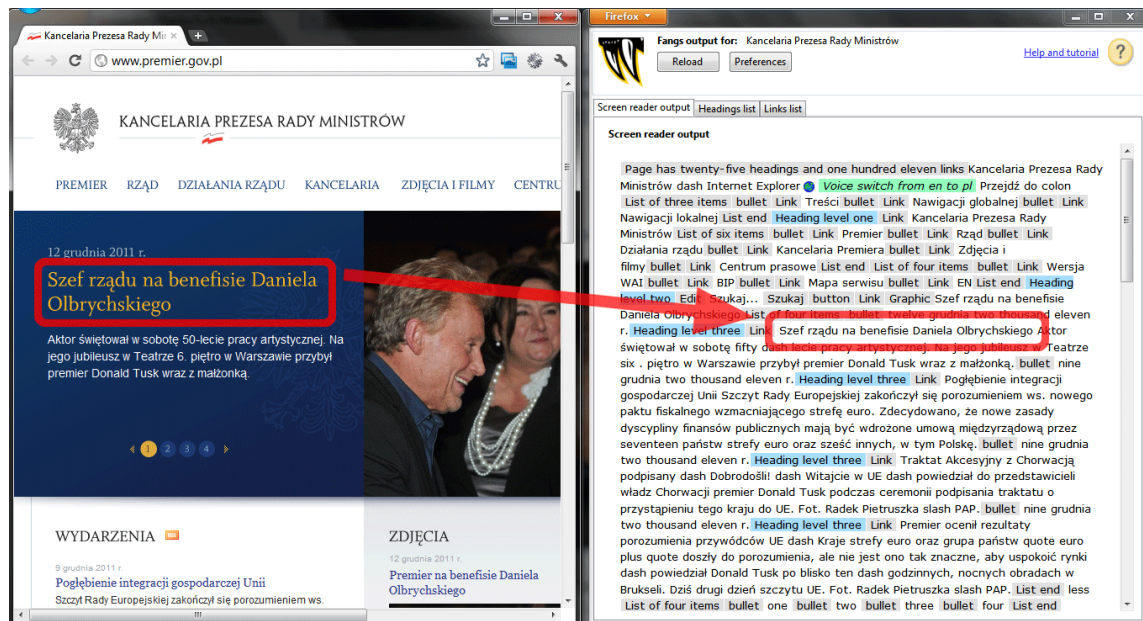 Kancelaria Prezesa Rady Mi
www.premier.gov.pl
KANCELARIA PREZESA RADY MINISTRÓW
PREMIER RZĄD DZIAŁANIA RZĄDU KANCELARIA ZDJĘCIA I FILMY CENTRU
12 grudnia 2011 r.
Szef rządu na benefisie Daniela
Olbrychskiego
Aktor świętował w sobotę 50-lecie pracy artystycznej. Na
jego jubileusz w Teatrze 6. piętro w Warszawie przybył
premier Donald Tusk wraz z małżonką.
1 2 3 4
WYDARZENIA
9 grudnia 2011 r.
Pogłębienie integracji gospodarczej Unii
Szczyt Rady Europejskiej zakończył się porozumieniem ws.
ZDJĘCIA
12 grudnia 2011 r.
Premier na benefisie Daniela
Olbrychskiego
Firefox
Fangs output for: Kancelaria Prezesa Rady Ministrów
Reload Preferences
Help and tutorial ?
Screen reader output Headings list Links list
Screen reader output
Page has twenty-five headings and one hundred eleven links Kancelaria Prezesa Rady
Ministrów dash Internet Explorer Voice switch from en to pl Przejdź do colon
List of three items bullet Link Treści bullet Link Nawigacji globalnej bullet Link
Nawigacji lokalnej List end Heading level one Link Kancelaria Prezesa Rady
Ministrów List of six items bullet Link Premier bullet Link Rząd bullet Link
Działania rządu bullet Link Kancelaria Premiera bullet Link Zdjęcia i
filmy bullet Link Centrum prasowe List end List of four items bullet Link Wersja
WAI bullet Link BIP bullet Link Mapa serwisu bullet Link EN List end Heading
level two Edit Szukaj... Szukaj button Link Graphic Szef rządu na benefisie
Daniela Olbrychskiego List of four items bullet twelve grudnia two thousand eleven
r. Heading level three Link Szef rządu na benefisie Daniela Olbrychskiego Aktor
świętował w sobotę fifty dash lecie pracy artystycznej. Na jego jubileusz w Teatrze
six . piętro w Warszawie przybył premier Donald Tusk wraz z małżonką. bullet nine
grudnia two thousand eleven r. Heading level three Link Pogłębienie integracji
gospodarczej Unii Szczyt Rady Europejskiej zakończył się porozumieniem ws. nowego
paktu fiskalnego wzmacniającego strefę euro. Zdecydowano, że nowe zasady
dyscypliny finansów publicznych mają być wdrożone umową międzyrządową przez
seventeen państw strefy euro oraz sześć innych, w tym Polskę. bullet nine grudnia
two thousand eleven r. Heading level three Link Traktat Akcesyjny z Chorwacją
podpisany dash Dobrodošli! dash Witajcie w UE dash powiedział do przedstawicieli
władz Chorwacji premier Donald Tusk podczas ceremonii podpisania traktatu o
przystąpieniu tego kraju do UE. Fot. Radek Pietruszka slash PAP. bullet nine grudnia
two thousand eleven r. Heading level three Link Premier ocenił rezultaty
porozumienia przywódców UE dash Kraje strefy euro oraz grupa państw quote euro
plus quote doszły do porozumienia, ale nie jest ono tak znaczne, aby uspokoić rynki
dash powiedział Donald Tusk po blisko ten dash godzinnych, nocnych obradach w
Brukseli. Dziś drugi dzień szczytu UE. Fot. Radek Pietruszka slash PAP. List end less
List of four items bullet one bullet two bullet three bullet four List end